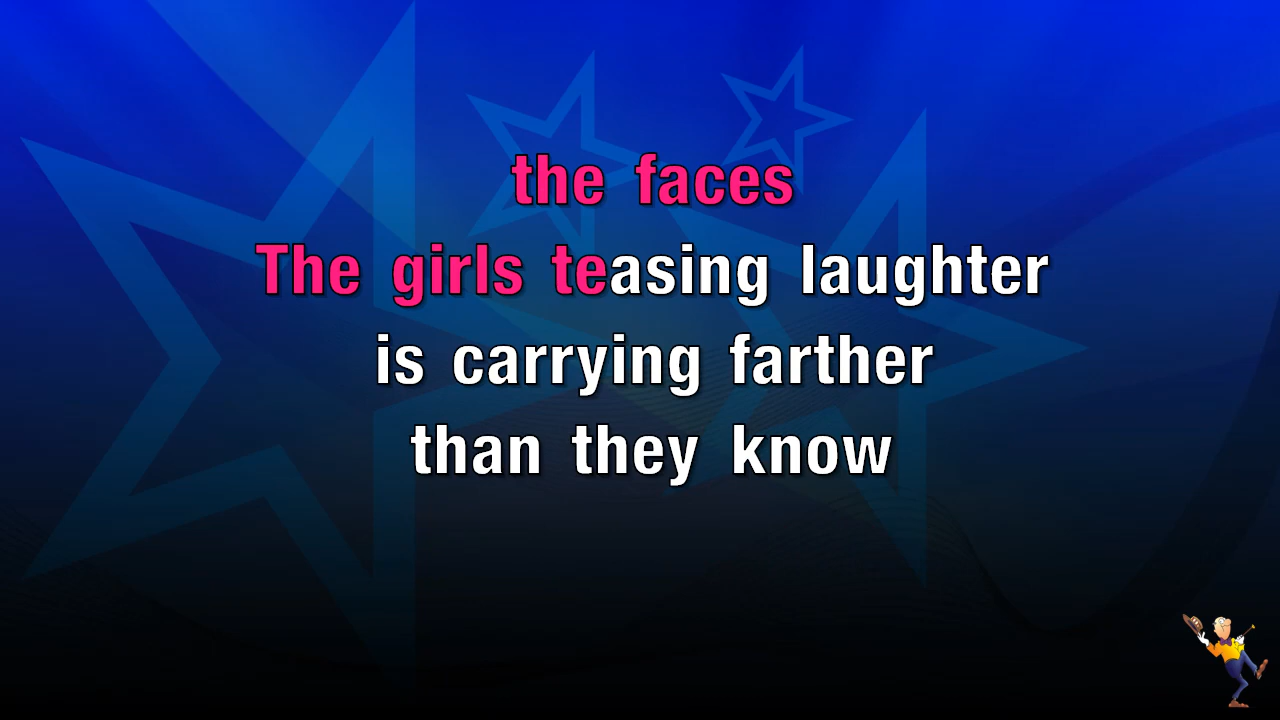 the faces
The girls teasing laughter
is carrying farther
than they know